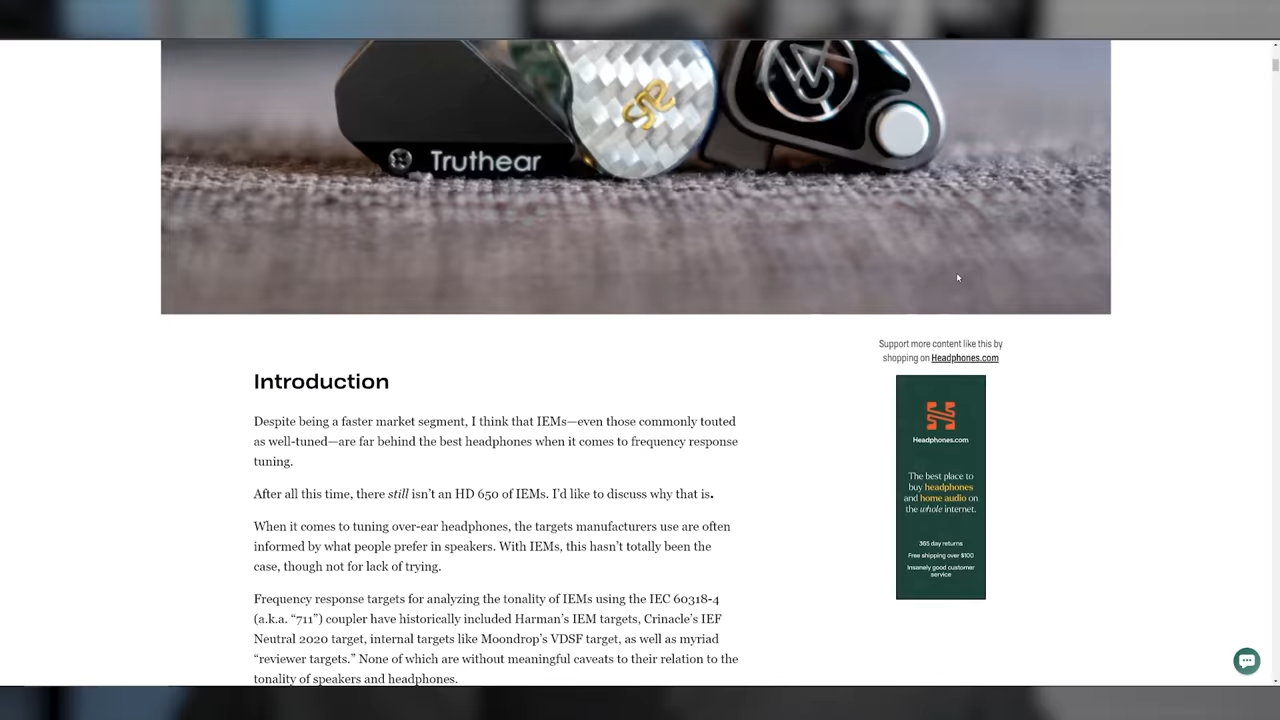 Truthear
Support more content like this by
shopping on Headphones.com
Introduction
Despite being a faster market segment, I think that IEMs—even those commonly touted
as well-tuned—are far behind the best headphones when it comes to frequency response
tuning.
After all this time, there still isn't an HD 650 of IEMs. I'd like to discuss why that is.
When it comes to tuning over-ear headphones, the targets manufacturers use are often
informed by what people prefer in speakers. With IEMs, this hasn't totally been the
case, though not for lack of trying.
Frequency response targets for analyzing the tonality of IEMs using the IEC 60318-4
(a.k.a. “711”) coupler have historically included Harman's IEM targets, Crinacle's IEF
Neutral 2020 target, internal targets like Moondrop's VDSF target, as well as myriad
“reviewer targets.” None of which are without meaningful caveats to their relation to the
tonality of speakers and headphones.
Headphones.com
The best place to
buy headphones
and home audio on
the whole internet.
365 day returns
Free shipping over $100
Insanely good customer
service